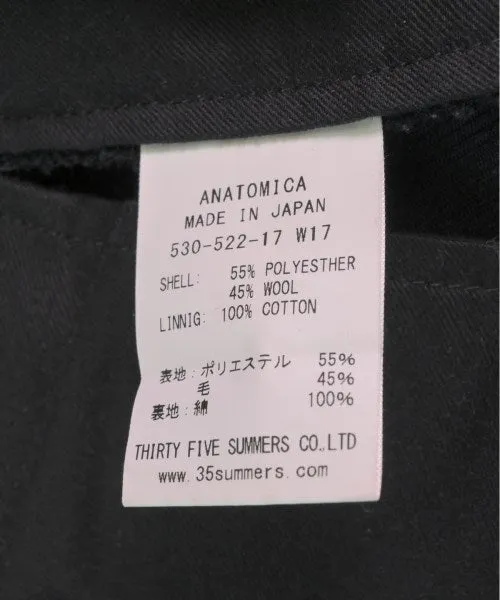 ANATOMICA
MADE IN JAPAN
530-522-17 W17
SHELL: 55% POLYESTHER
45% WOOL
LINNIG: 100% COTTON
表地:ポリエステル 55%
毛 45%
裏地:綿 100%
THIRTY FIVE SUMMERS CO.,LTD
www.35summers.com